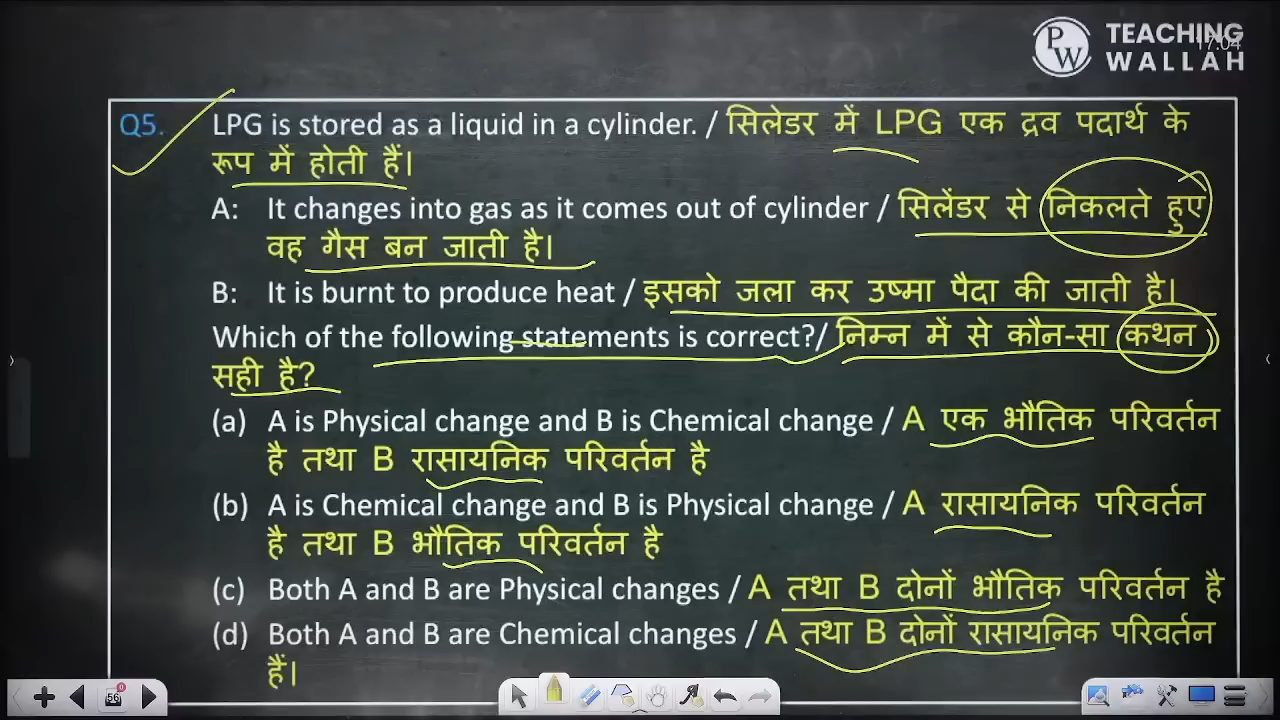 PW TEACHING
WALLAH
17:04
Q5. LPG is stored as a liquid in a cylinder. / सिलेडर में LPG एक द्रव पदार्थ के
रूप में होती हैं।
A: It changes into gas as it comes out of cylinder / सिलेंडर से निकलते हुए
वह गैस बन जाती है।
B: It is burnt to produce heat / इसको जला कर उष्मा पैदा की जाती है।
Which of the following statements is correct?/ निम्न में से कौन-सा कथन
सही है?
(a) A is Physical change and B is Chemical change / A एक भौतिक परिवर्तन
है तथा B रासायनिक परिवर्तन है
(b) A is Chemical change and B is Physical change / A रासायनिक परिवर्तन
है तथा B भौतिक परिवर्तन है
(c) Both A and B are Physical changes / A तथा B दोनों भौतिक परिवर्तन है
(d) Both A and B are Chemical changes / A तथा B दोनों रासायनिक परिवर्तन
हैं।
56